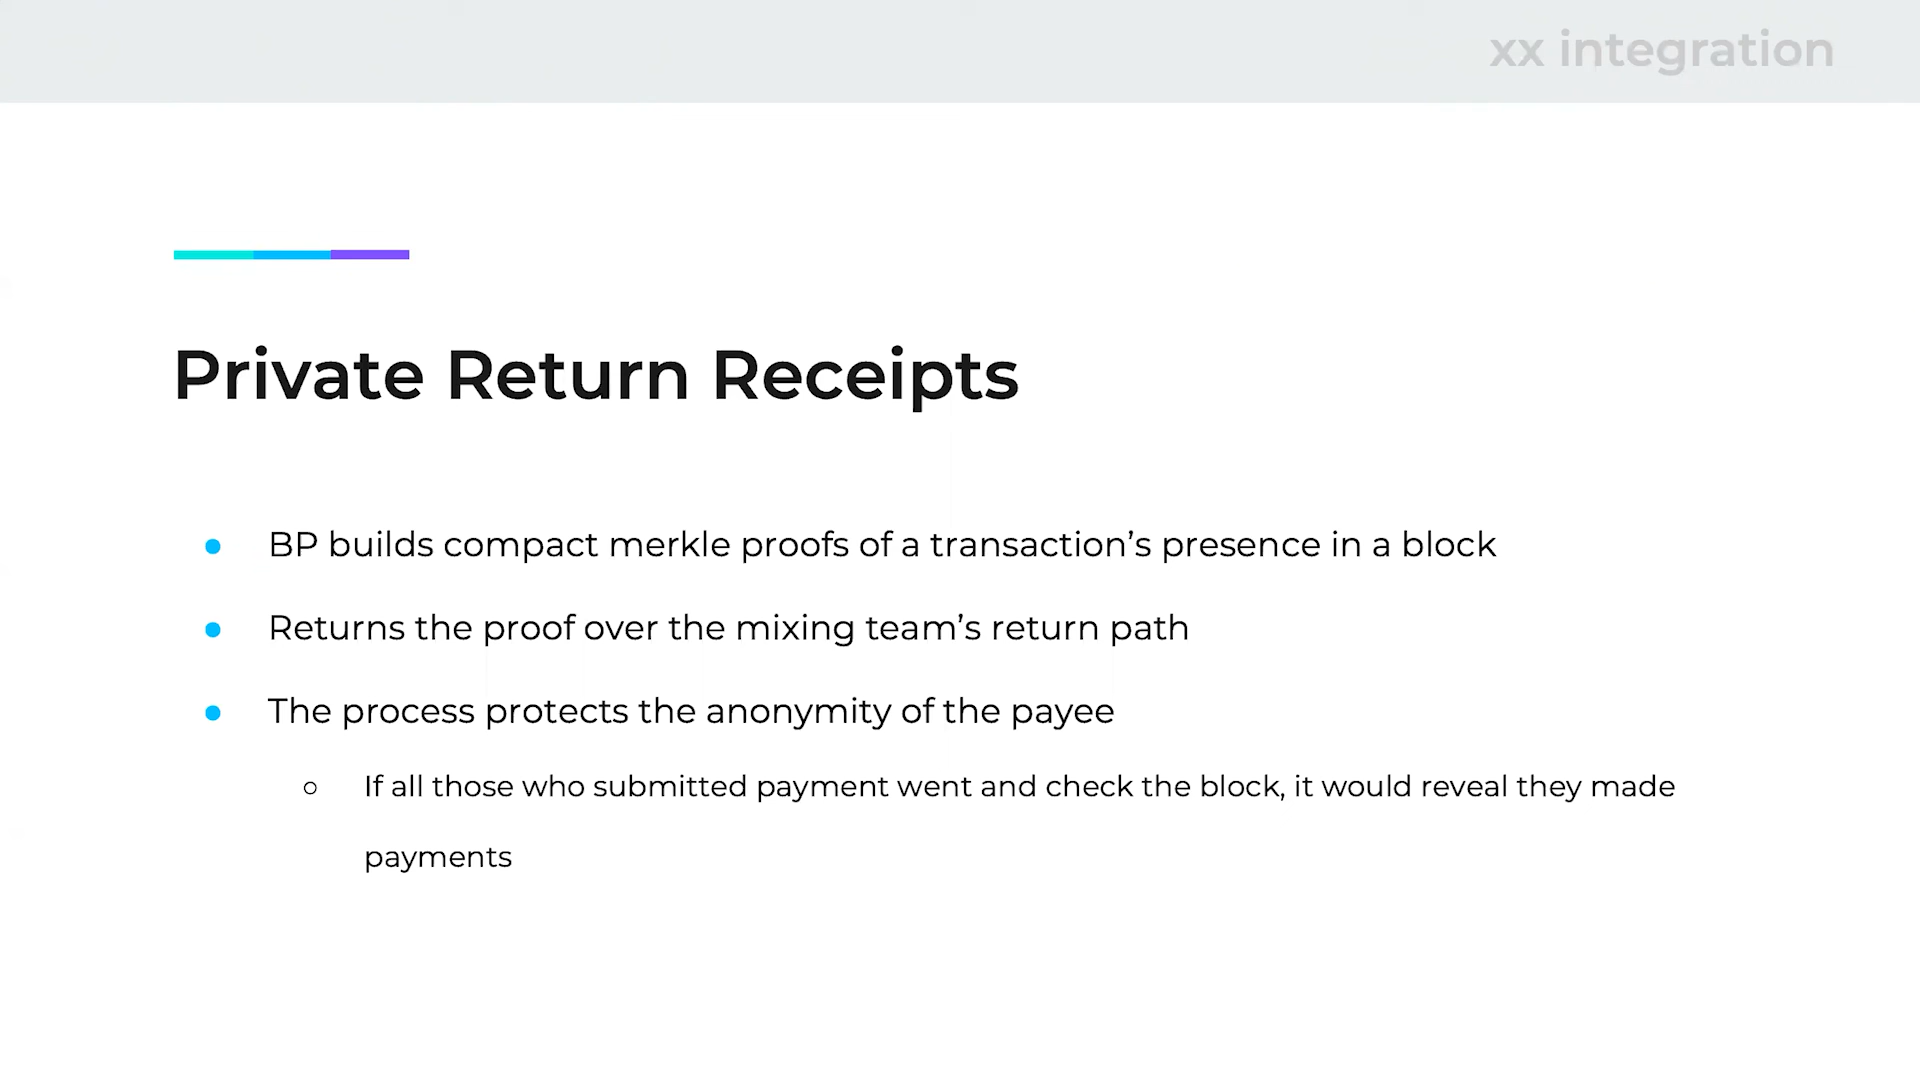 xx integration
Private Return Receipts
● BP builds compact merkle proofs of a transaction’s presence in a block
● Returns the proof over the mixing team’s return path
● The process protects the anonymity of the payee
○ If all those who submitted payment went and check the block, it would reveal they made
payments